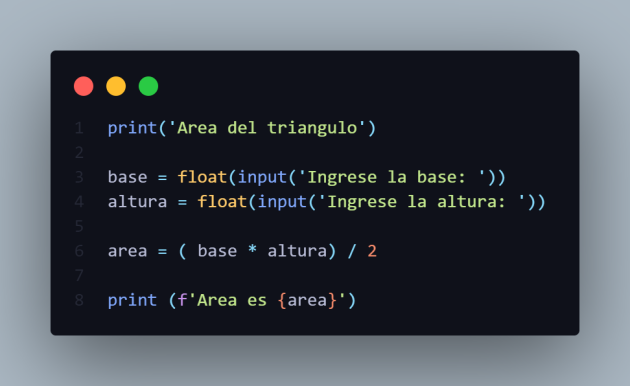 1 print('Area del triangulo')
2
3 base = float(input('Ingrese la base: '))
4 altura = float(input('Ingrese la altura: '))
5
6 area = ( base * altura) / 2
7
8 print (f'Area es {area}')